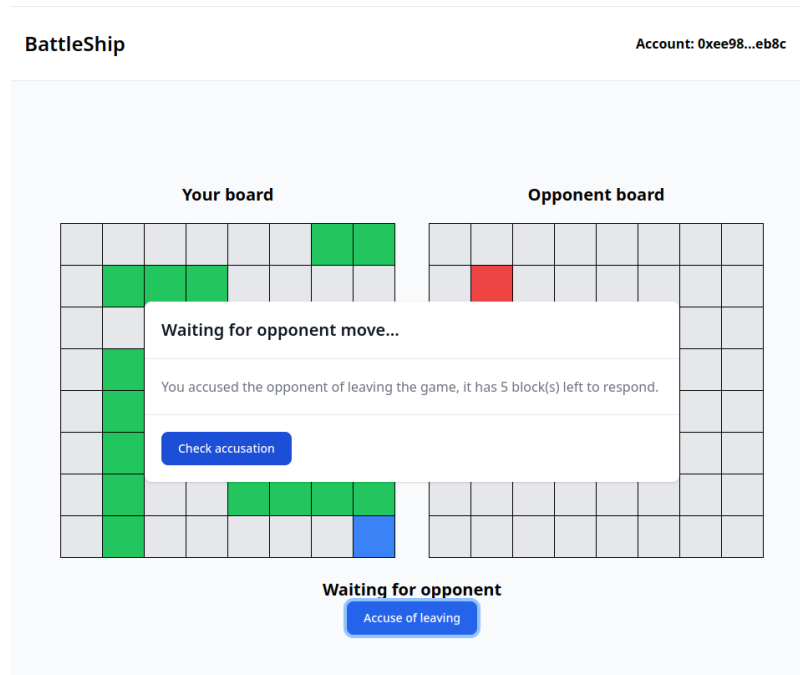 BattleShip
Account: 0xee98...eb8c
Your board
Opponent board
Waiting for opponent move...
You accused the opponent of leaving the game, it has 5 block(s) left to respond.
Check accusation
Waiting for opponent
Accuse of leaving